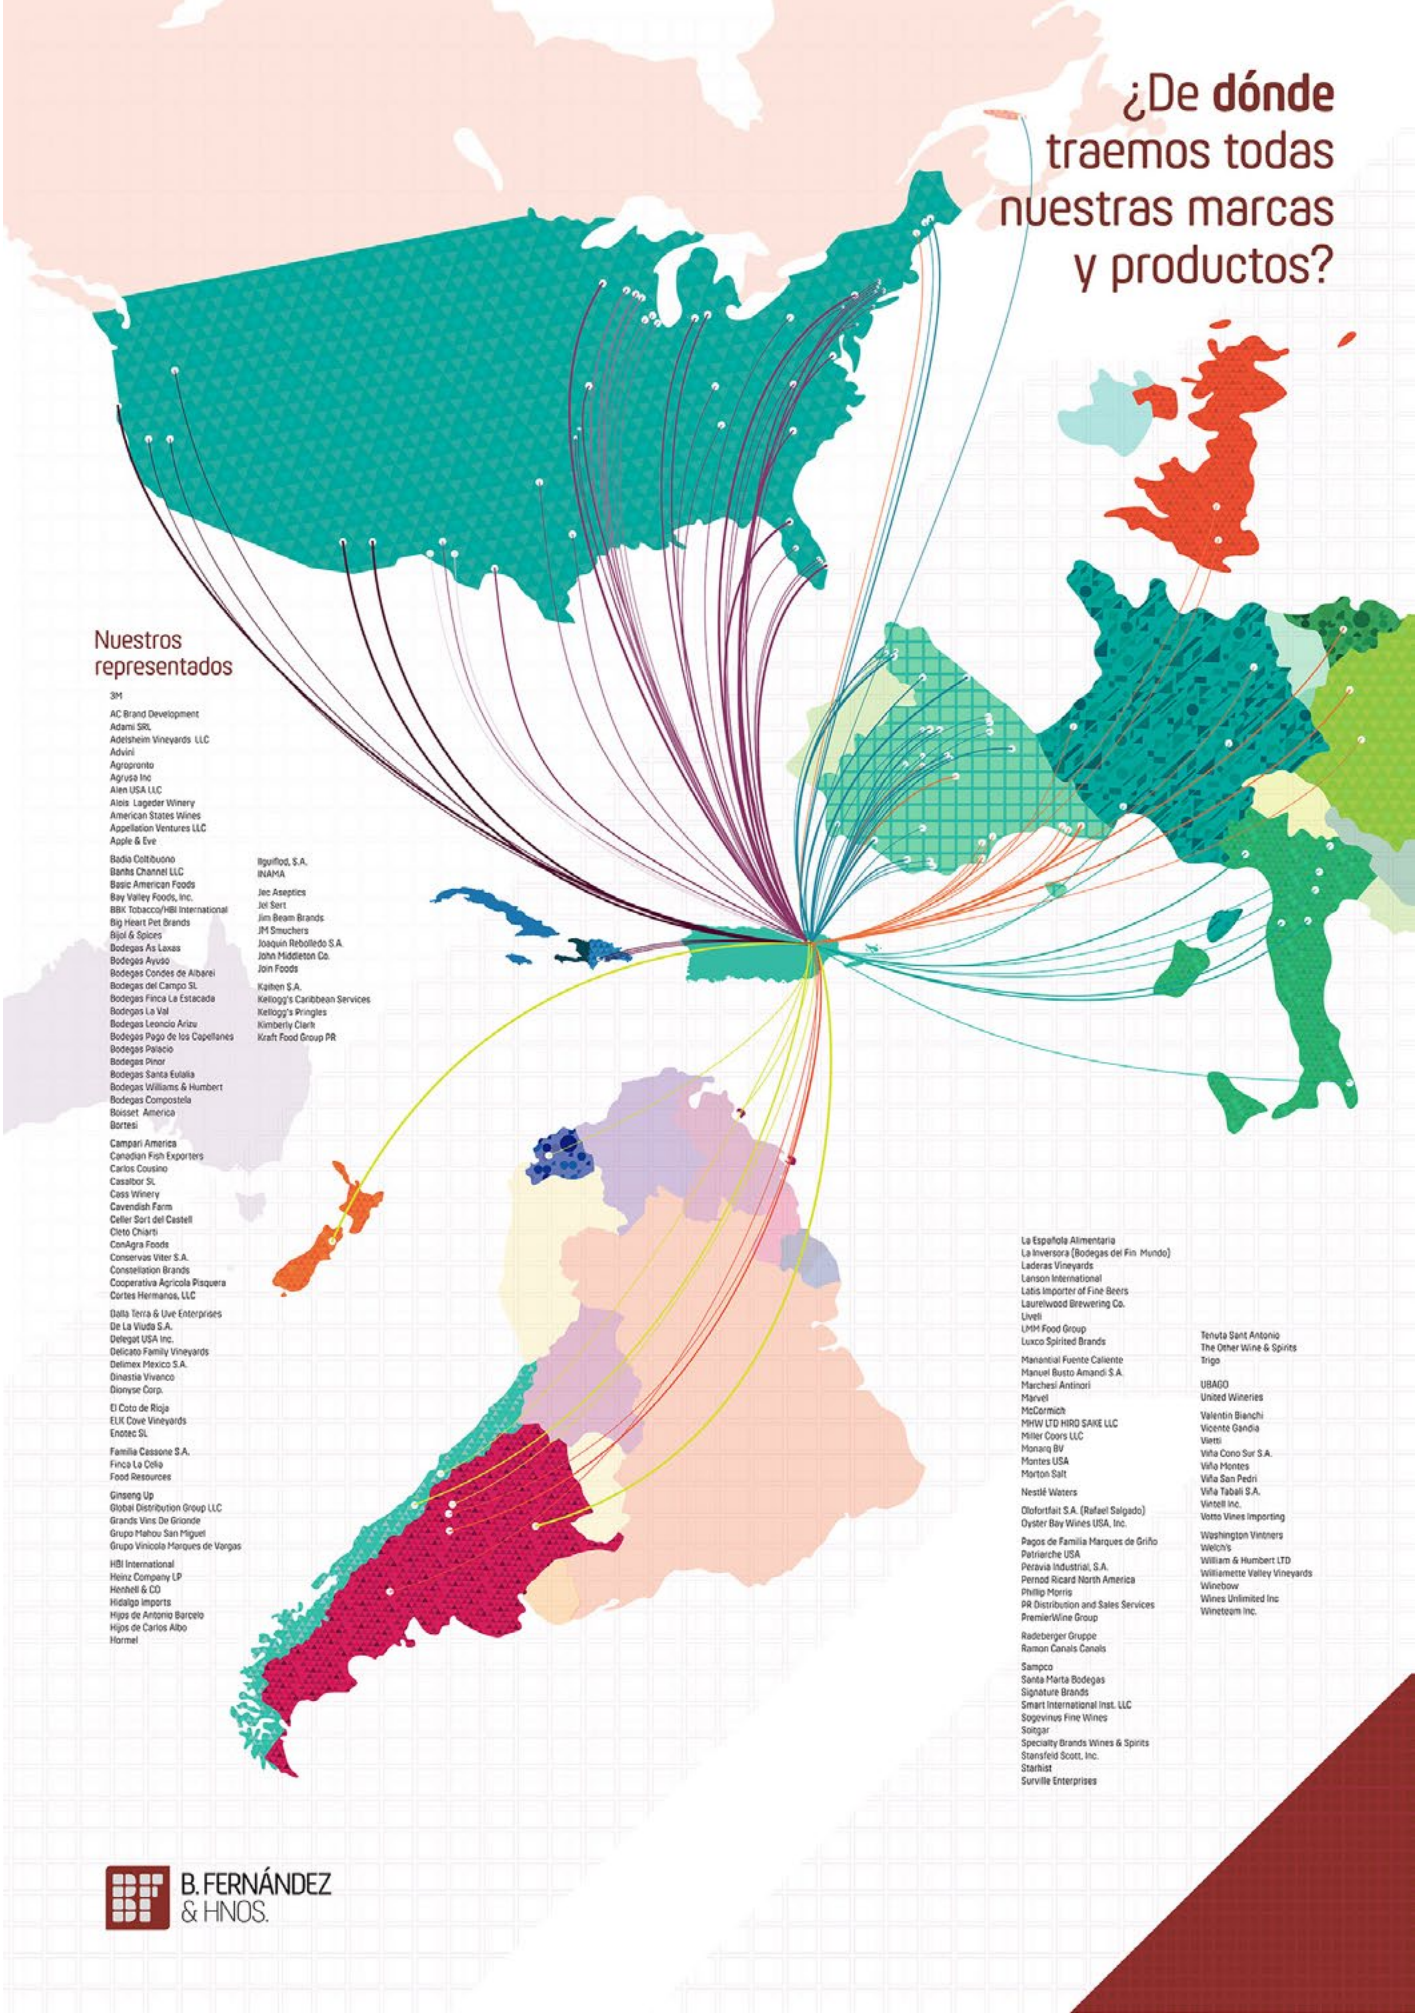 ¿De dónde
traemos todas
nuestras marcas
y productos?
Nuestros
representados
3M
AC Brand Development
Adami SRL
Adelsheim Vineyards LLC
Advini
Agropronto
Agrusa Inc
Alen USA LLC
Alois Lageder Winery
American States Wines
Appellation Ventures LLC
Apple & Eve
Badia Coltibuono
Banhs Channel LLC
Basic American Foods
Bay Valley Foods, Inc.
BBK Tobacco/HBI International
Big Heart Pet Brands
Bijol & Spices
Bodegas As Laxas
Bodegas Ayuso
Bodegas Condes de Albarei
Bodegas del Campo SL
Bodegas Finca La Estacada
Bodegas La Val
Bodegas Leoncio Arizu
Bodegas Pago de los Capellanes
Bodegas Palacio
Bodegas Pinor
Bodegas Santa Eulalia
Bodegas Williams & Humbert
Bodegas Compostela
Boisset America
Bortesi
Campari America
Canadian Fish Exporters
Carlos Cousino
Casalbor SL
Cass Winery
Cavendish Farm
Celler Sort del Castell
Cleto Chiarti
ConAgra Foods
Conservas Viter S.A.
Constellation Brands
Cooperativa Agricola Pisquera
Cortes Hermanos, LLC
Dalla Terra & Uve Enterprises
De La Viuda S.A.
Delegat USA Inc.
Delicato Family Vineyards
Delimex Mexico S.A.
Dinastia Vivanco
Dionyse Corp.
El Coto de Rioja
ELK Cove Vineyards
Enotec SL
Familia Cassone S.A.
Finca La Celia
Food Resources
Ginseng Up
Global Distribution Group LLC
Grands Vins De Grionde
Grupo Mahou San Miguel
Grupo Vinicola Marques de Vargas
HBI International
Heinz Company LP
Henhell & CO
Hidalgo Imports
Hijos de Antonio Barcelo
Hijos de Carlos Albo
Hormel
Ilguiflod, S.A.
INAMA
Jec Aseptics
Jel Sert
Jim Beam Brands
JM Smuchers
Joaquin Rebolledo S.A.
John Middleton Co.
Join Foods
Kaihen S.A.
Kellogg's Caribbean Services
Kellogg's Pringles
Kimberly Clark
Kraft Food Group PR
La Española Alimentaria
La Inversora (Bodegas del Fin Mundo)
Laderas Vineyards
Lanson International
Latis Importer of Fine Beers
Laurelwood Brewering Co.
Liveli
LMM Food Group
Luxco Spirited Brands
Manantial Fuente Caliente
Manuel Busto Amandi S.A.
Marchesi Antinori
Marvel
McCormich
MHW LTD HIRO SAKE LLC
Miller Coors LLC
Monarq BV
Montes USA
Morton Salt
Nestlé Waters
Olofortfait S.A. (Rafael Salgado)
Oyster Bay Wines USA, Inc.
Pagos de Familia Marques de Griño
Patriarche USA
Peravia Industrial, S.A.
Pernod Ricard North America
Phillip Morris
PR Distribution and Sales Services
PremierWine Group
Radeberger Gruppe
Ramon Canals Canals
Sampco
Santa Marta Bodegas
Signature Brands
Smart International Inst. LLC
Sogevinus Fine Wines
Soitgar
Specialty Brands Wines & Spirits
Stansfeld Scott, Inc.
Starhist
Surville Enterprises
Tenuta Sant Antonio
The Other Wine & Spirits
Trigo
UBAGO
United Wineries
Valentin Bianchi
Vicente Gandia
Vietti
Viña Cono Sur S.A.
Viña Montes
Viña San Pedri
Viña Tabali S.A.
Vintell Inc.
Votto Vines Importing
Washington Vintners
Welch's
William & Humbert LTD
Williamette Valley Vineyards
Winebow
Wines Unlimited Inc
Wineteam Inc.
B. FERNÁNDEZ
& HNOS.